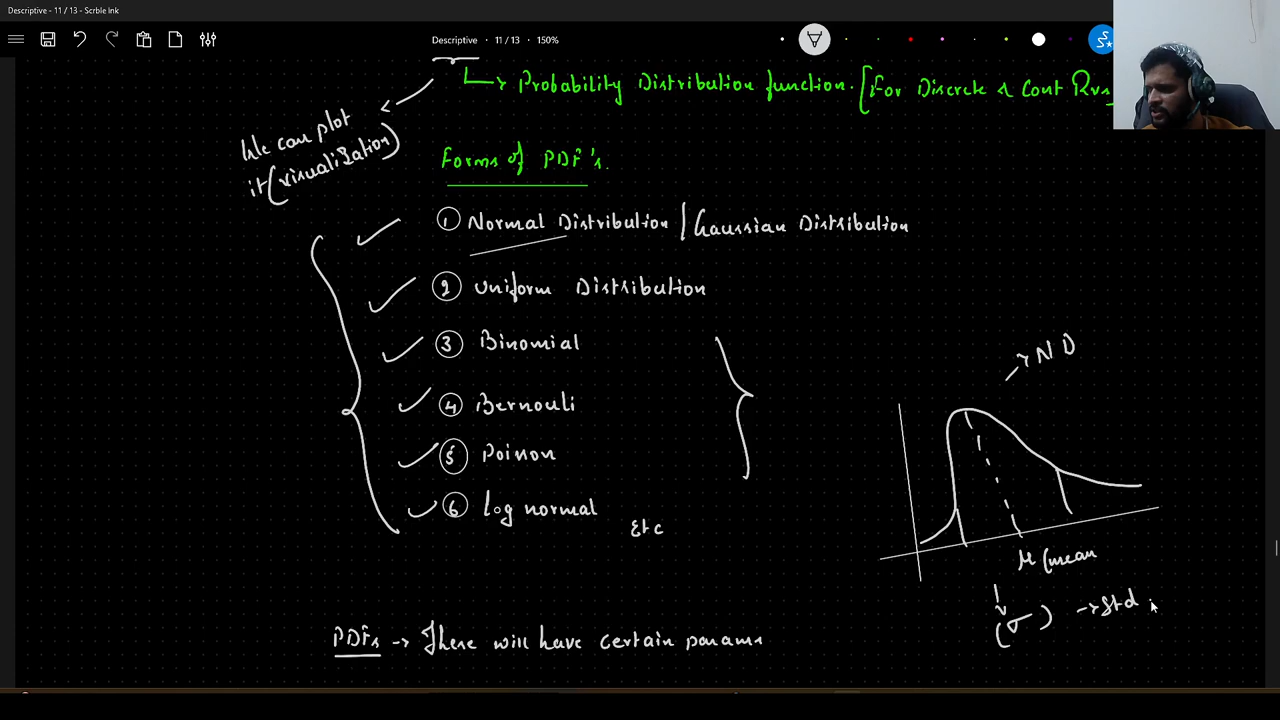 Descriptive - 11 / 13 - Scrble Ink
Descriptive • 11 / 13 • 150%
Probability Distribution function. [For Discrete & Cont Rvs
We can plot
it (visualization)
Forms of PDF's.
① Normal Distribution | Gaussian Distribution
② Uniform Distribution
③ Binomial
④ Bernouli
⑤ Poisson
⑥ Log normal
Etc
→ N D
μ (mean
(σ) → Std
PDFs → There will have certain params